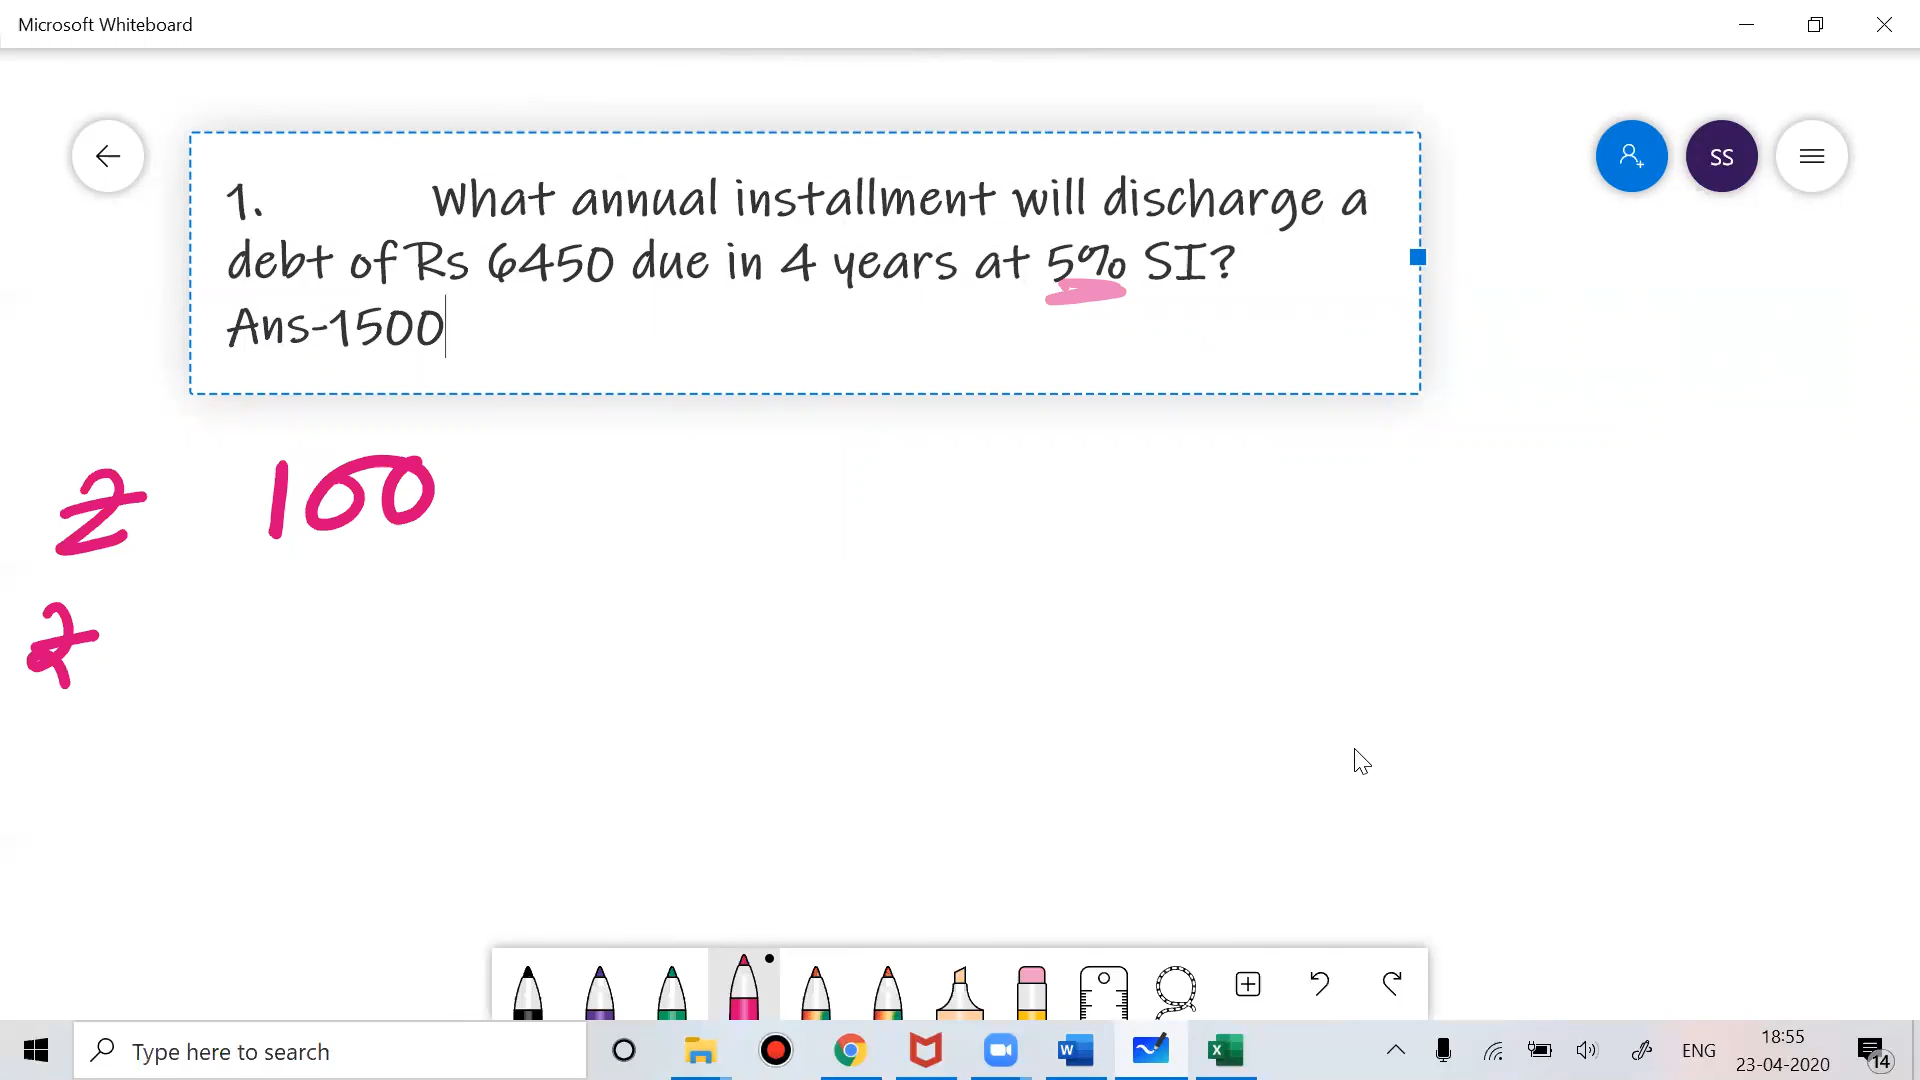 Microsoft Whiteboard
1. What annual installment will discharge a
debt of Rs 6450 due in 4 years at 5% SI?
Ans-1500
SS
100
Type here to search
ENG
18:55
23-04-2020
14